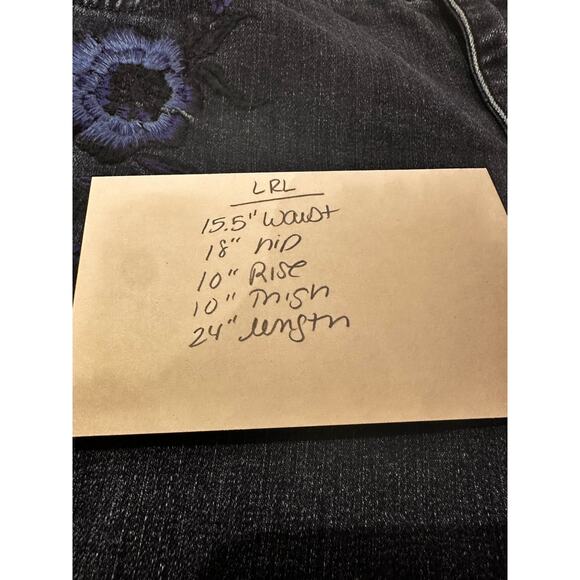 LRL
15.5" Waist
18" hip
10" Rise
10" Thigh
24" length